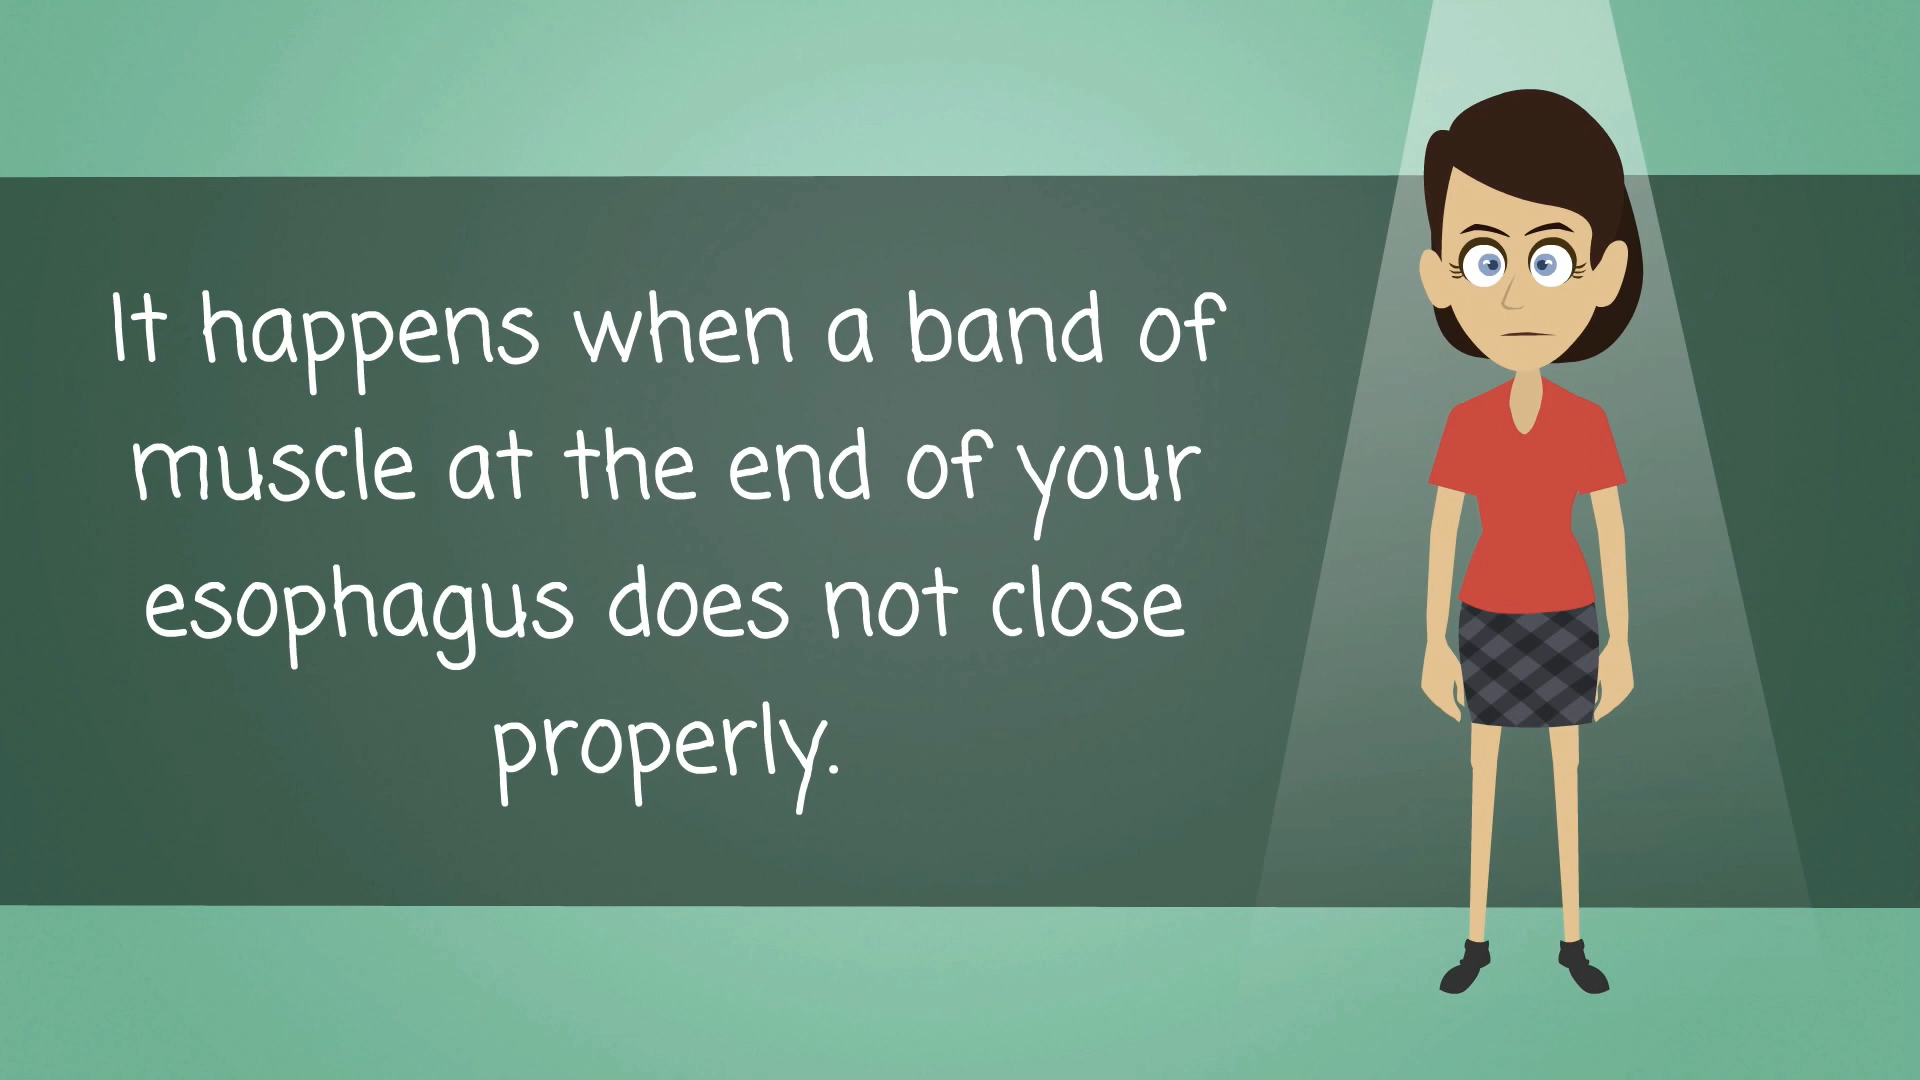 It happens when a band of
muscle at the end of your
esophagus does not close
properly.